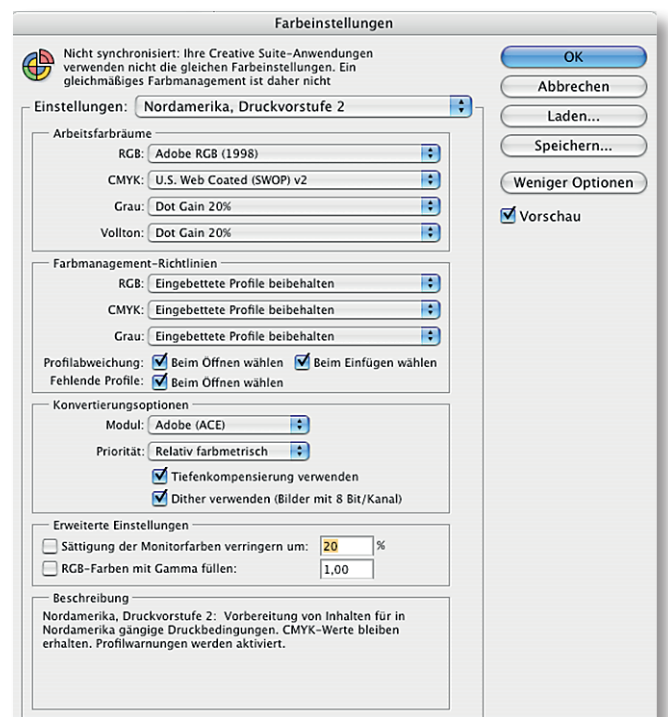 Farbeinstellungen
Nicht synchronisiert: Ihre Creative Suite-Anwendungen
verwenden nicht die gleichen Farbeinstellungen. Ein
gleichmäßiges Farbmanagement ist daher nicht
OK
Abbrechen
Laden...
Speichern...
Weniger Optionen
Vorschau
Einstellungen: Nordamerika, Druckvorstufe 2
Arbeitsfarbräume
RGB: Adobe RGB (1998)
CMYK: U.S. Web Coated (SWOP) v2
Grau: Dot Gain 20%
Vollton: Dot Gain 20%
Farbmanagement-Richtlinien
RGB: Eingebettete Profile beibehalten
CMYK: Eingebettete Profile beibehalten
Grau: Eingebettete Profile beibehalten
Profilabweichung: Beim Öffnen wählen Beim Einfügen wählen
Fehlende Profile: Beim Öffnen wählen
Konvertierungsoptionen
Modul: Adobe (ACE)
Priorität: Relativ farbmetrisch
Tiefenkompensierung verwenden
Dither verwenden (Bilder mit 8 Bit/Kanal)
Erweiterte Einstellungen
Sättigung der Monitorfarben verringern um: 20 %
RGB-Farben mit Gamma füllen: 1,00
Beschreibung
Nordamerika, Druckvorstufe 2: Vorbereitung von Inhalten für in
Nordamerika gängige Druckbedingungen. CMYK-Werte bleiben
erhalten. Profilwarnungen werden aktiviert.